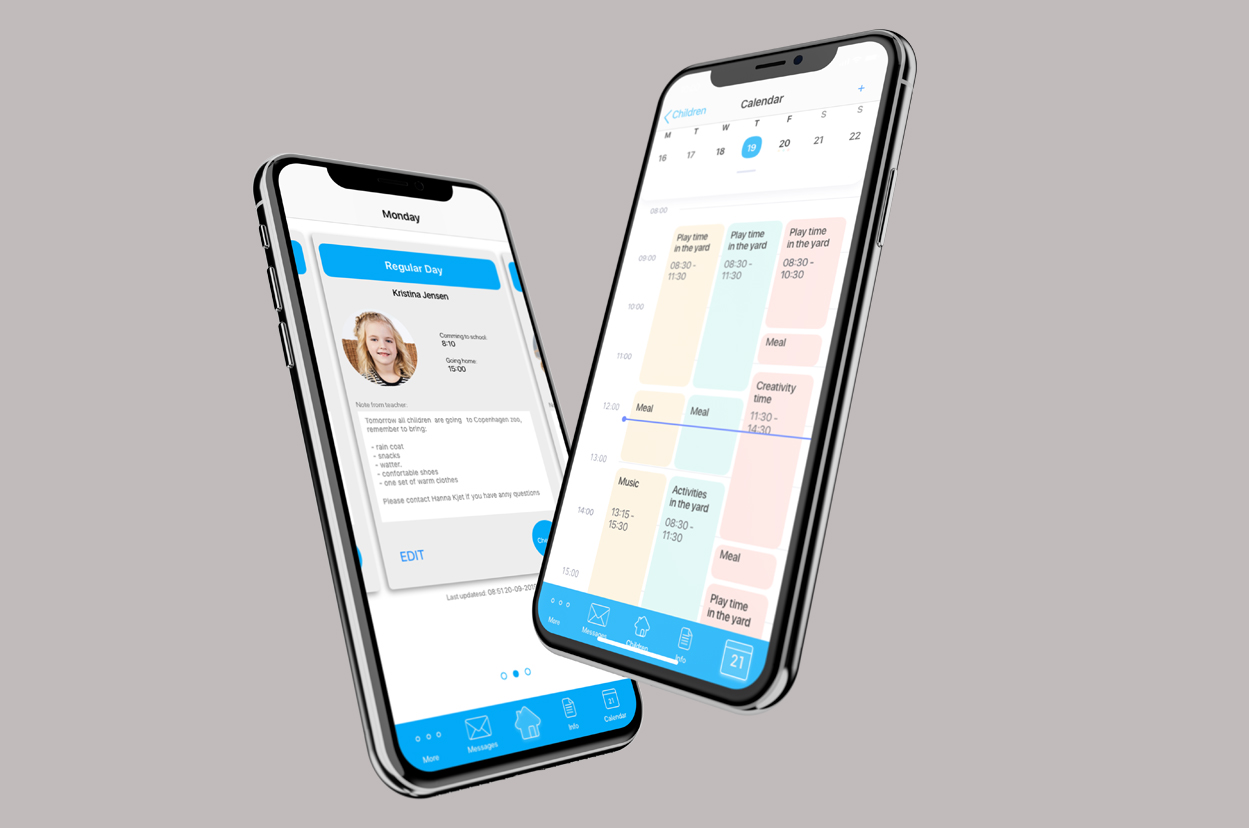 Monday
Regular Day
Kristina Jensen
Comming to school:
8:10
Going home:
15:00
Note from teacher:
Tomorrow all children are going to Copenhagen zoo,
remember to bring:
- rain coat
- snacks
- watter,
- confortable shoes
- one set of warm clothes
Please contact Hanna Kjet if you have anny questions
EDIT
Last updatesd: 08:51 20-09-201
More
Messages
Info
21
Calendar
Children
Calendar
+
M T W T F S S
16 17 18 19 20 21 22
08:00
09:00
10:00
11:00
12:00
13:00
14:00
15:00
Play time
in the yard
08:30 -
11:30
Meal
Music
13:15 -
15:30
Play time
in the yard
08:30 -
11:30
Meal
Activities
in the yard
08:30 -
11:30
Play time
in the yard
08:30 -
10:30
Meal
Creativity
time
11:30 -
14:30
Meal
Play time
in the yard
More
Messages
Children
Info
21